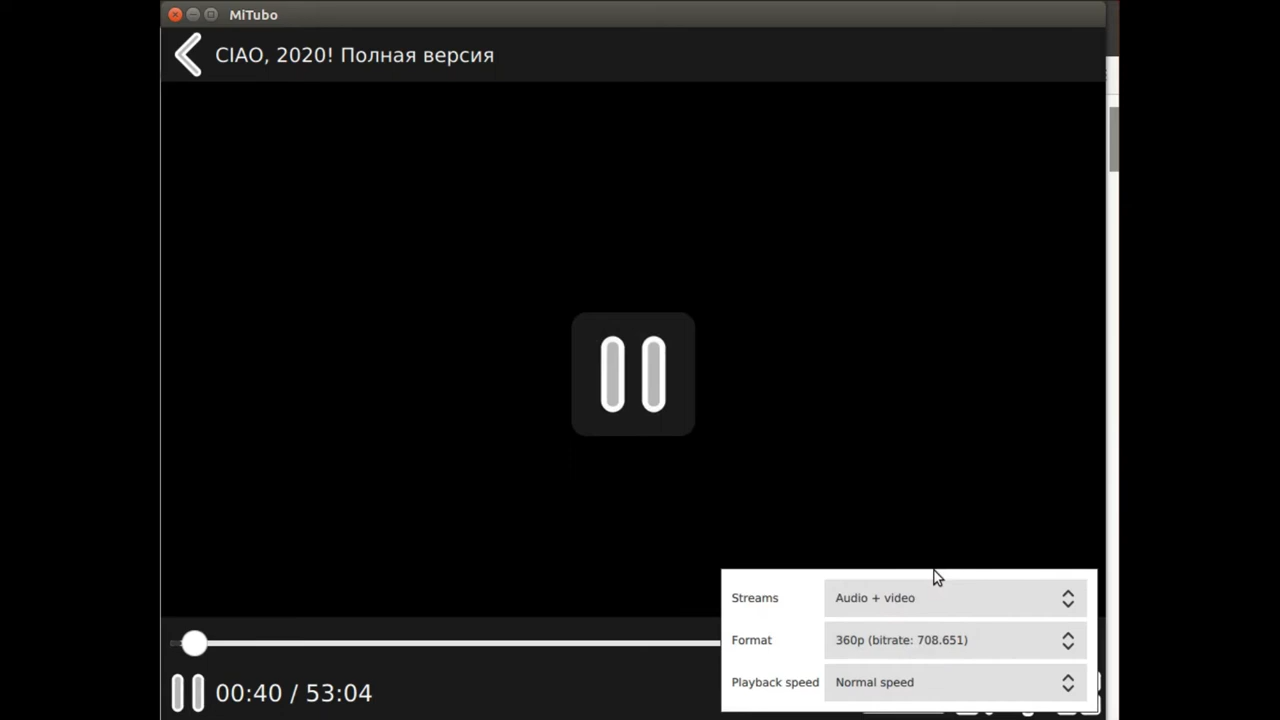 MiTubo
CIAO, 2020! Полная версия
Streams Audio + video
Format 360p (bitrate: 708.651)
Playback speed Normal speed
00:40 / 53:04